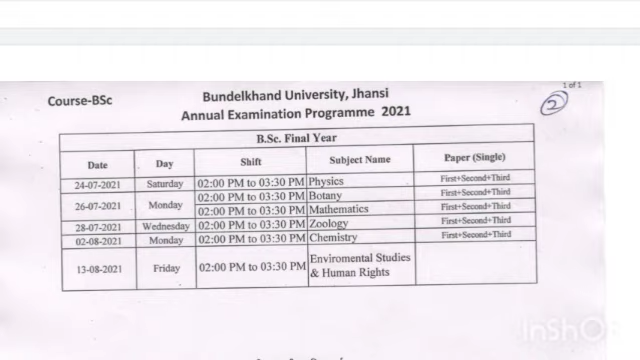 1 of 1
Course-BSc
Bundelkhand University, Jhansi
Annual Examination Programme 2021
2
B.Sc. Final Year
Date Day Shift Subject Name Paper (Single)
24-07-2021 Saturday 02:00 PM to 03:30 PM Physics First+Second+Third
26-07-2021 Monday 02:00 PM to 03:30 PM Botany First+Second+Third
02:00 PM to 03:30 PM Mathematics First+Second+Third
28-07-2021 Wednesday 02:00 PM to 03:30 PM Zoology First+Second+Third
02-08-2021 Monday 02:00 PM to 03:30 PM Chemistry First+Second+Third
13-08-2021 Friday 02:00 PM to 03:30 PM Enviromental Studies
& Human Rights
InShOt